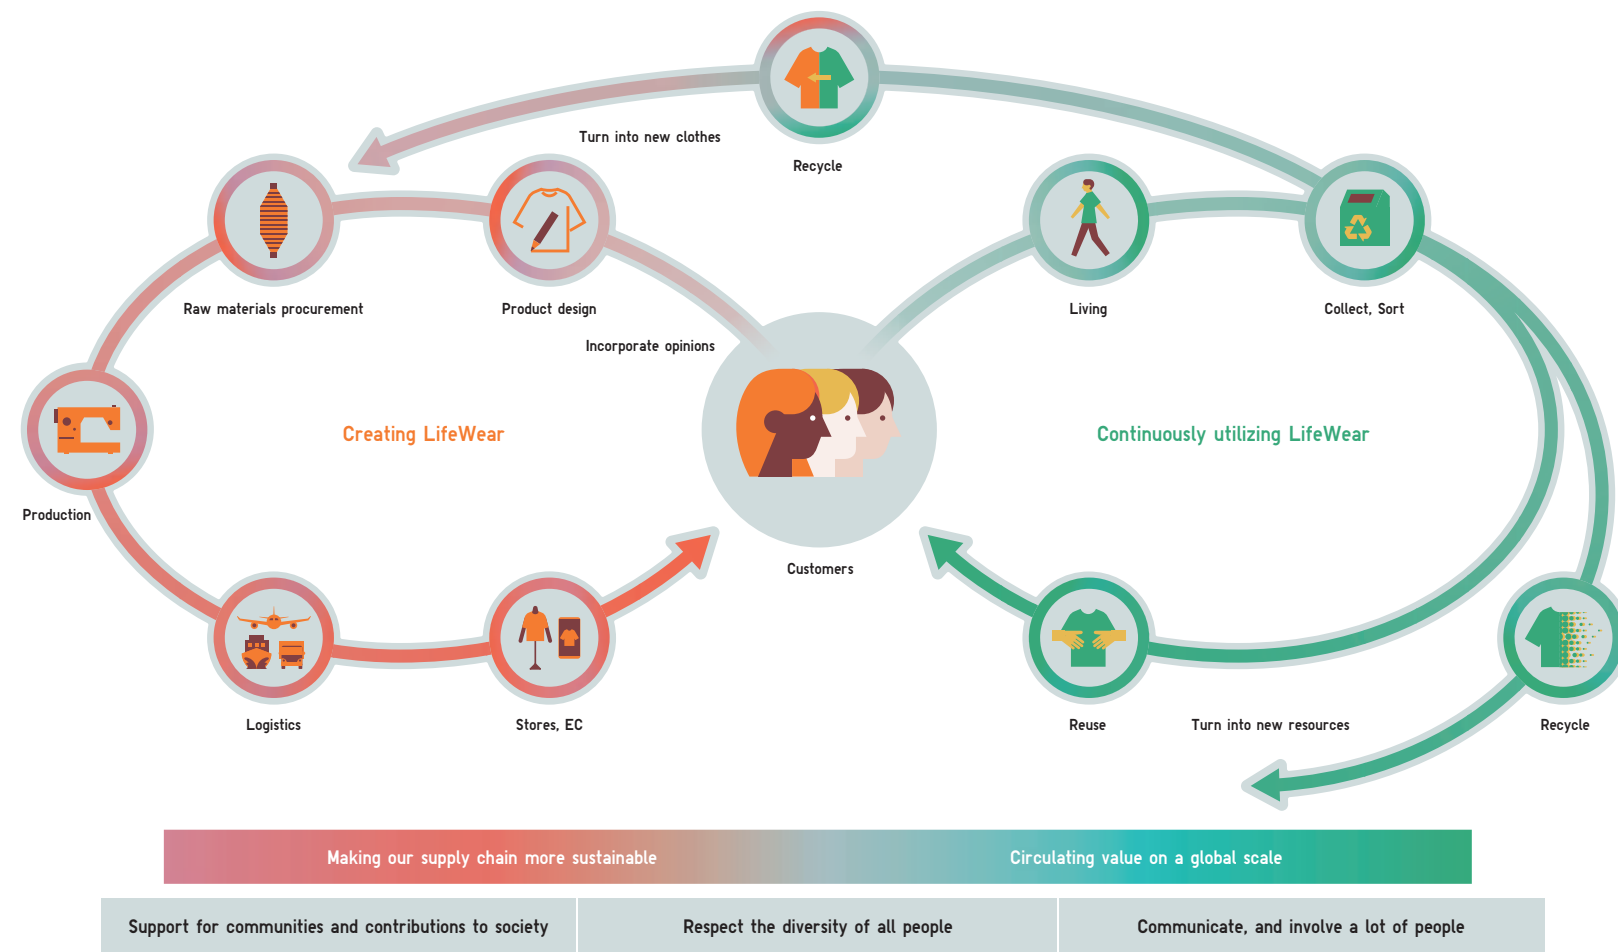 Turn into new clothes
Recycle
Raw materials procurement
Product design
Living
Collect, Sort
Incorporate opinions
Creating LifeWear
Continuously utilizing LifeWear
Production
Customers
Logistics
Stores, EC
Reuse
Turn into new resources
Recycle
Making our supply chain more sustainable
Circulating value on a global scale
Support for communities and contributions to society
Respect the diversity of all people
Communicate, and involve a lot of people